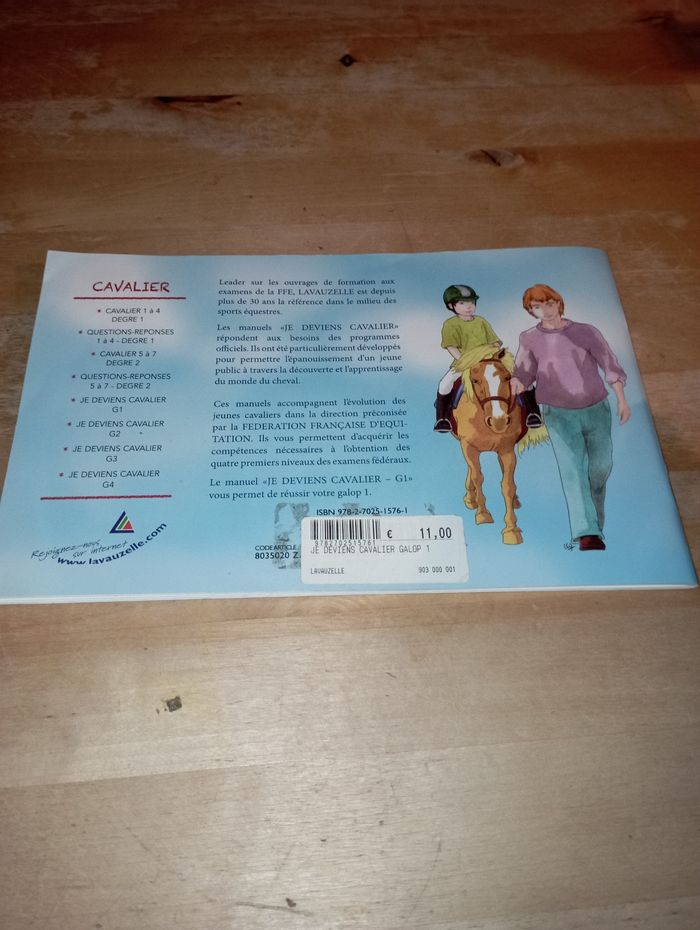 CAVALIER
* CAVALIER 1 à 4
DEGRE 1
* QUESTIONS-REPONSES
1 à 4 - DEGRE 1
* CAVALIER 5 à 7
DEGRE 2
* QUESTIONS-REPONSES
5 à 7 - DEGRE 2
* JE DEVIENS CAVALIER
G1
* JE DEVIENS CAVALIER
G2
* JE DEVIENS CAVALIER
G3
* JE DEVIENS CAVALIER
G4
Rejoignez-nous
sur internet
www.lavauzelle.com
Leader sur les ouvrages de formation aux
examens de la FFE, LAVAUZELLE est depuis
plus de 30 ans la référence dans le milieu des
sports équestres.
Les manuels «JE DEVIENS CAVALIER»
répondent aux besoins des programmes
officiels. Ils ont été particulièrement développés
pour permettre l'épanouissement d'un jeune
public à travers la découverte et l'apprentissage
du monde du cheval.
Ces manuels accompagnent l'évolution des
jeunes cavaliers dans la direction préconisée
par la FEDERATION FRANÇAISE D'EQUI-
TATION. Ils vous permettent d'acquérir les
compétences nécessaires à l'obtention des
quatre premiers niveaux des examens fédéraux.
Le manuel «JE DEVIENS CAVALIER – G1»
vous permet de réussir votre galop 1.
ISBN 978-2-7025-1576-1
CODE ARTICLE
8035020 Z
€ 11,00
9782702515761
JE DEVIENS CAVALIER GALOP 1
LAVAUZELLE 903 000 001